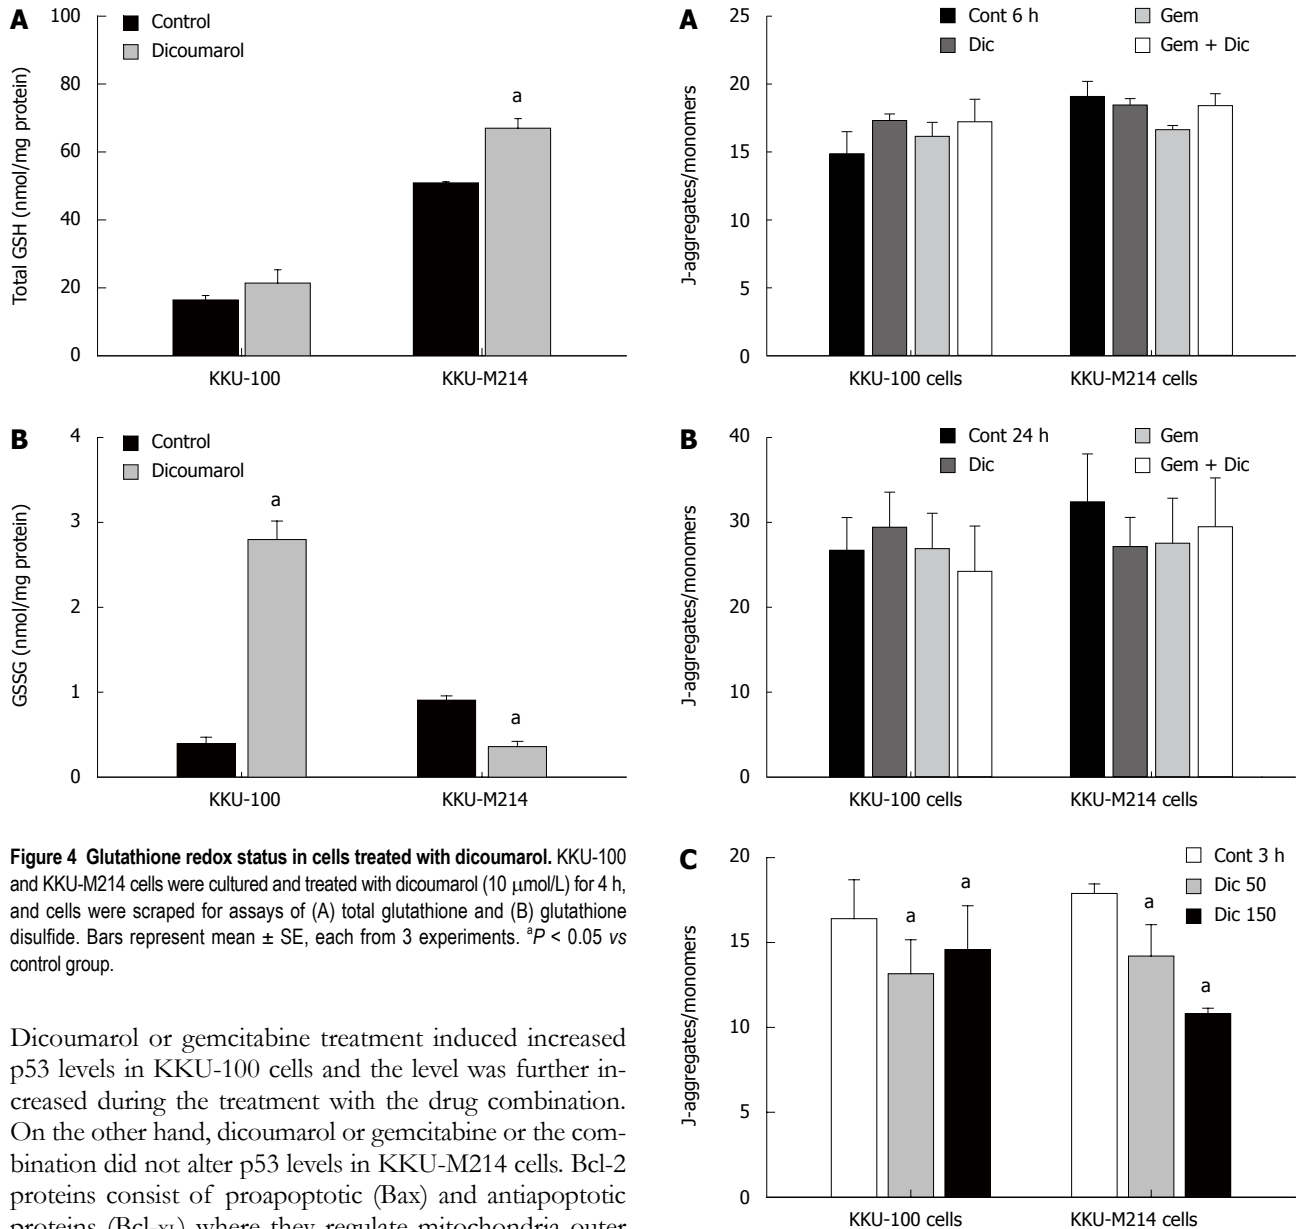 A
100
80
60
40
20
0
Total GSH (nmol/mg protein)
Control
Dicoumarol
a
KKU-100
KKU-M214
B
4
3
2
1
0
GSSG (nmol/mg protein)
Control
Dicoumarol
a
a
KKU-100
KKU-M214
Figure 4 Glutathione redox status in cells treated with dicoumarol. KKU-100
and KKU-M214 cells were cultured and treated with dicoumarol (10 μmol/L) for 4 h,
and cells were scraped for assays of (A) total glutathione and (B) glutathione
disulfide. Bars represent mean ± SE, each from 3 experiments. ᵃP < 0.05 vs
control group.
Dicoumarol or gemcitabine treatment induced increased
p53 levels in KKU-100 cells and the level was further in-
creased during the treatment with the drug combination.
On the other hand, dicoumarol or gemcitabine or the com-
bination did not alter p53 levels in KKU-M214 cells. Bcl-2
proteins consist of proapoptotic (Bax) and antiapoptotic
proteins (Bcl-xL) where they regulate mitochondria outer
A
25
20
15
10
5
0
J-aggregates/monomers
Cont 6 h
Dic
Gem
Gem + Dic
KKU-100 cells
KKU-M214 cells
B
40
30
20
10
0
J-aggregates/monomers
Cont 24 h
Dic
Gem
Gem + Dic
KKU-100 cells
KKU-M214 cells
C
20
15
10
5
0
J-aggregates/monomers
Cont 3 h
Dic 50
Dic 150
a
a
a
a
KKU-100 cells
KKU-M214 cells